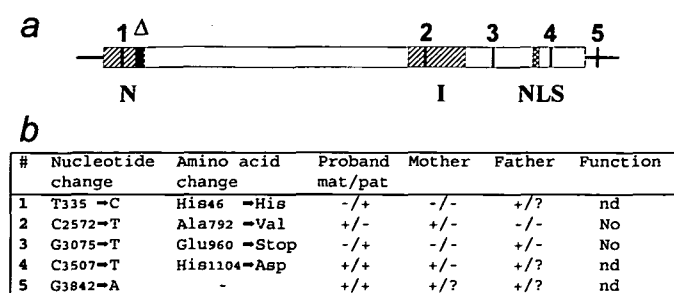 a
1 Δ 2 3 4 5
N I NLS
b
# Nucleotide change Amino acid change Proband mat/pat Mother Father Function
1 T335➡C His46 ➡His -/+ -/- +/? nd
2 C2572➡T Ala792 ➡Val +/- +/- -/- No
3 G3075➡T Glu960 ➡Stop -/+ -/- +/- No
4 C3507➡T His1104➡Asp +/+ +/- +/? nd
5 G3842➡A - +/+ +/? +/? nd